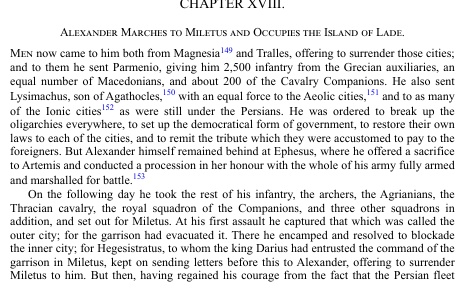 CHAPTER XVIII.
ALEXANDER MARCHES TO MILETUS AND OCCUPIES THE ISLAND OF LADE.
MEN now came to him both from Magnesia149 and Tralles, offering to surrender those cities;
and to them he sent Parmenio, giving him 2,500 infantry from the Grecian auxiliaries, an
equal number of Macedonians, and about 200 of the Cavalry Companions. He also sent
Lysimachus, son of Agathocles,150 with an equal force to the Aeolic cities,151 and to as many
of the Ionic cities152 as were still under the Persians. He was ordered to break up the
oligarchies everywhere, to set up the democratical form of government, to restore their own
laws to each of the cities, and to remit the tribute which they were accustomed to pay to the
foreigners. But Alexander himself remained behind at Ephesus, where he offered a sacrifice
to Artemis and conducted a procession in her honour with the whole of his army fully armed
and marshalled for battle.153
On the following day he took the rest of his infantry, the archers, the Agrianians, the
Thracian cavalry, the royal squadron of the Companions, and three other squadrons in
addition, and set out for Miletus. At his first assault he captured that which was called the
outer city; for the garrison had evacuated it. There he encamped and resolved to blockade
the inner city; for Hegesistratus, to whom the king Darius had entrusted the command of the
garrison in Miletus, kept on sending letters before this to Alexander, offering to surrender
Miletus to him. But then, having regained his courage from the fact that the Persian fleet